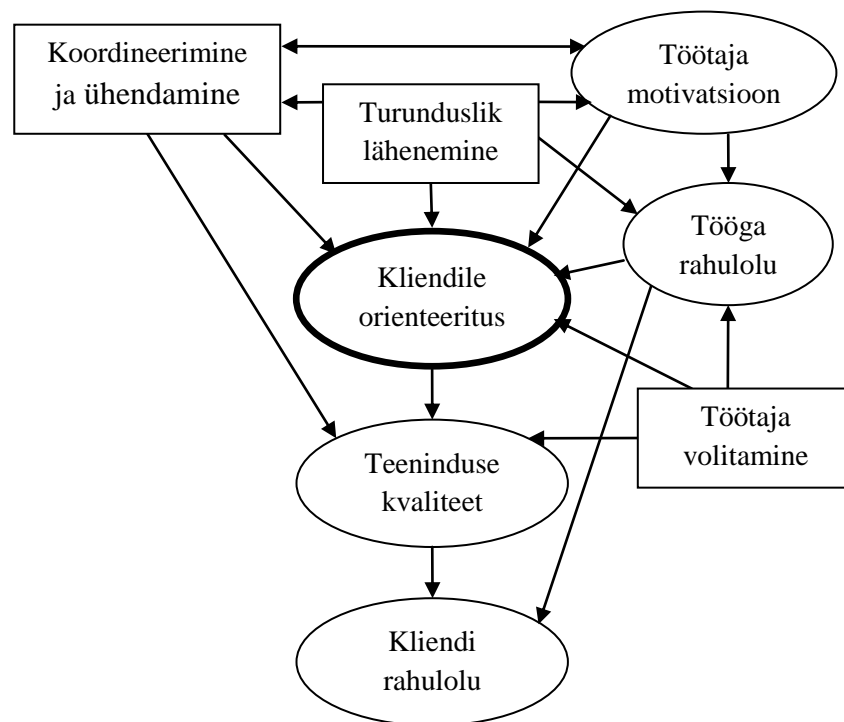 Koordineerimine
ja ühendamine
Töötaja
motivatsioon
Turunduslik
lähenemine
Tööga
rahulolu
Kliendile
orienteeritus
Töötaja
volitamine
Teeninduse
kvaliteet
Kliendi
rahulolu